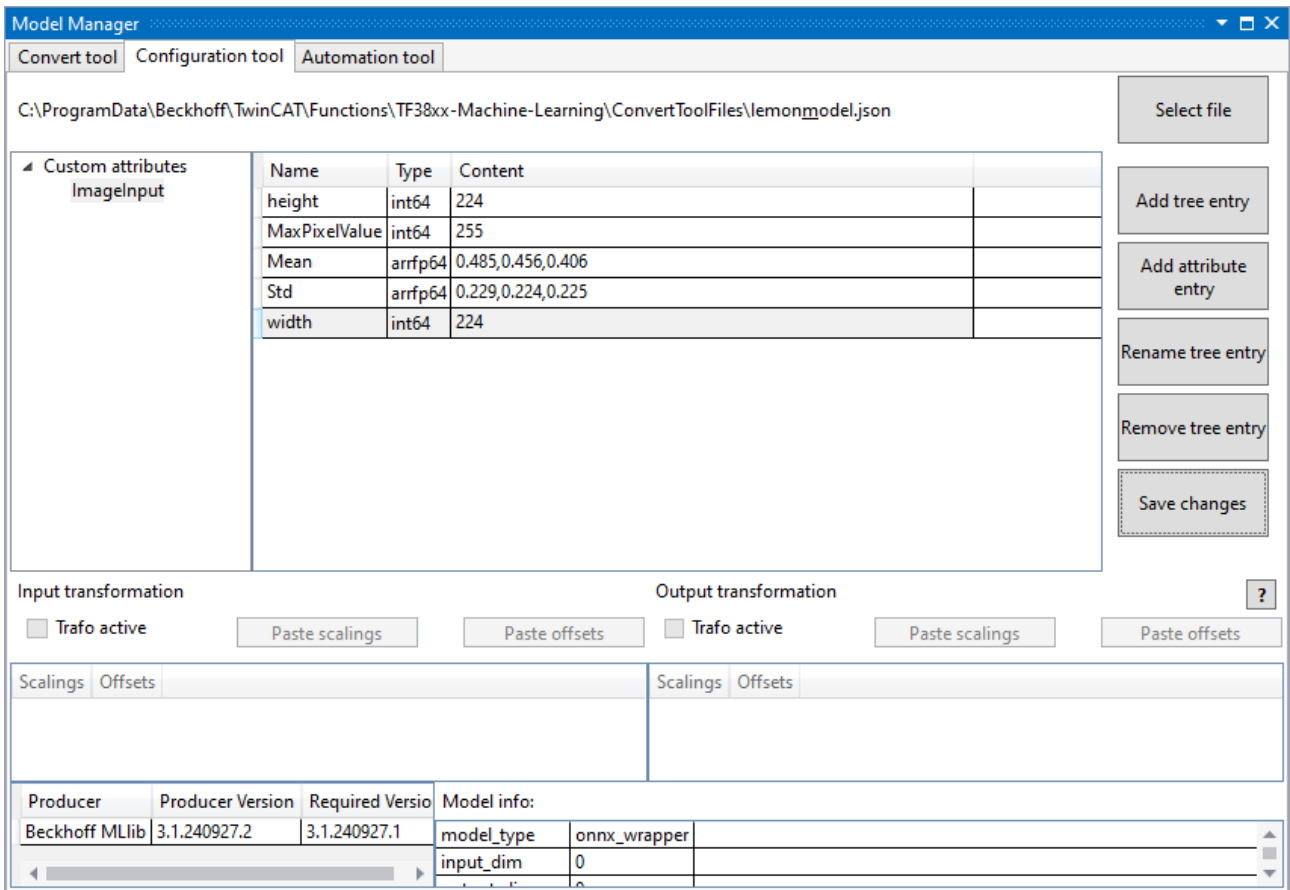 Model Manager
Convert tool Configuration tool Automation tool
C:\ProgramData\Beckhoff\TwinCAT\Functions\TF38xx-Machine-Learning\ConvertToolFiles\lemonmodel.json
Select file
Custom attributes
ImageInput
Name Type Content
height int64 224
MaxPixelValue int64 255
Mean arrfp64 0.485,0.456,0.406
Std arrfp64 0.229,0.224,0.225
width int64 224
Add tree entry
Add attribute
entry
Rename tree entry
Remove tree entry
Save changes
Input transformation Output transformation ?
Trafo active Paste scalings Paste offsets Trafo active Paste scalings Paste offsets
Scalings Offsets Scalings Offsets
Producer Producer Version Required Versio Model info:
Beckhoff MLlib 3.1.240927.2 3.1.240927.1 model_type onnx_wrapper
input_dim 0